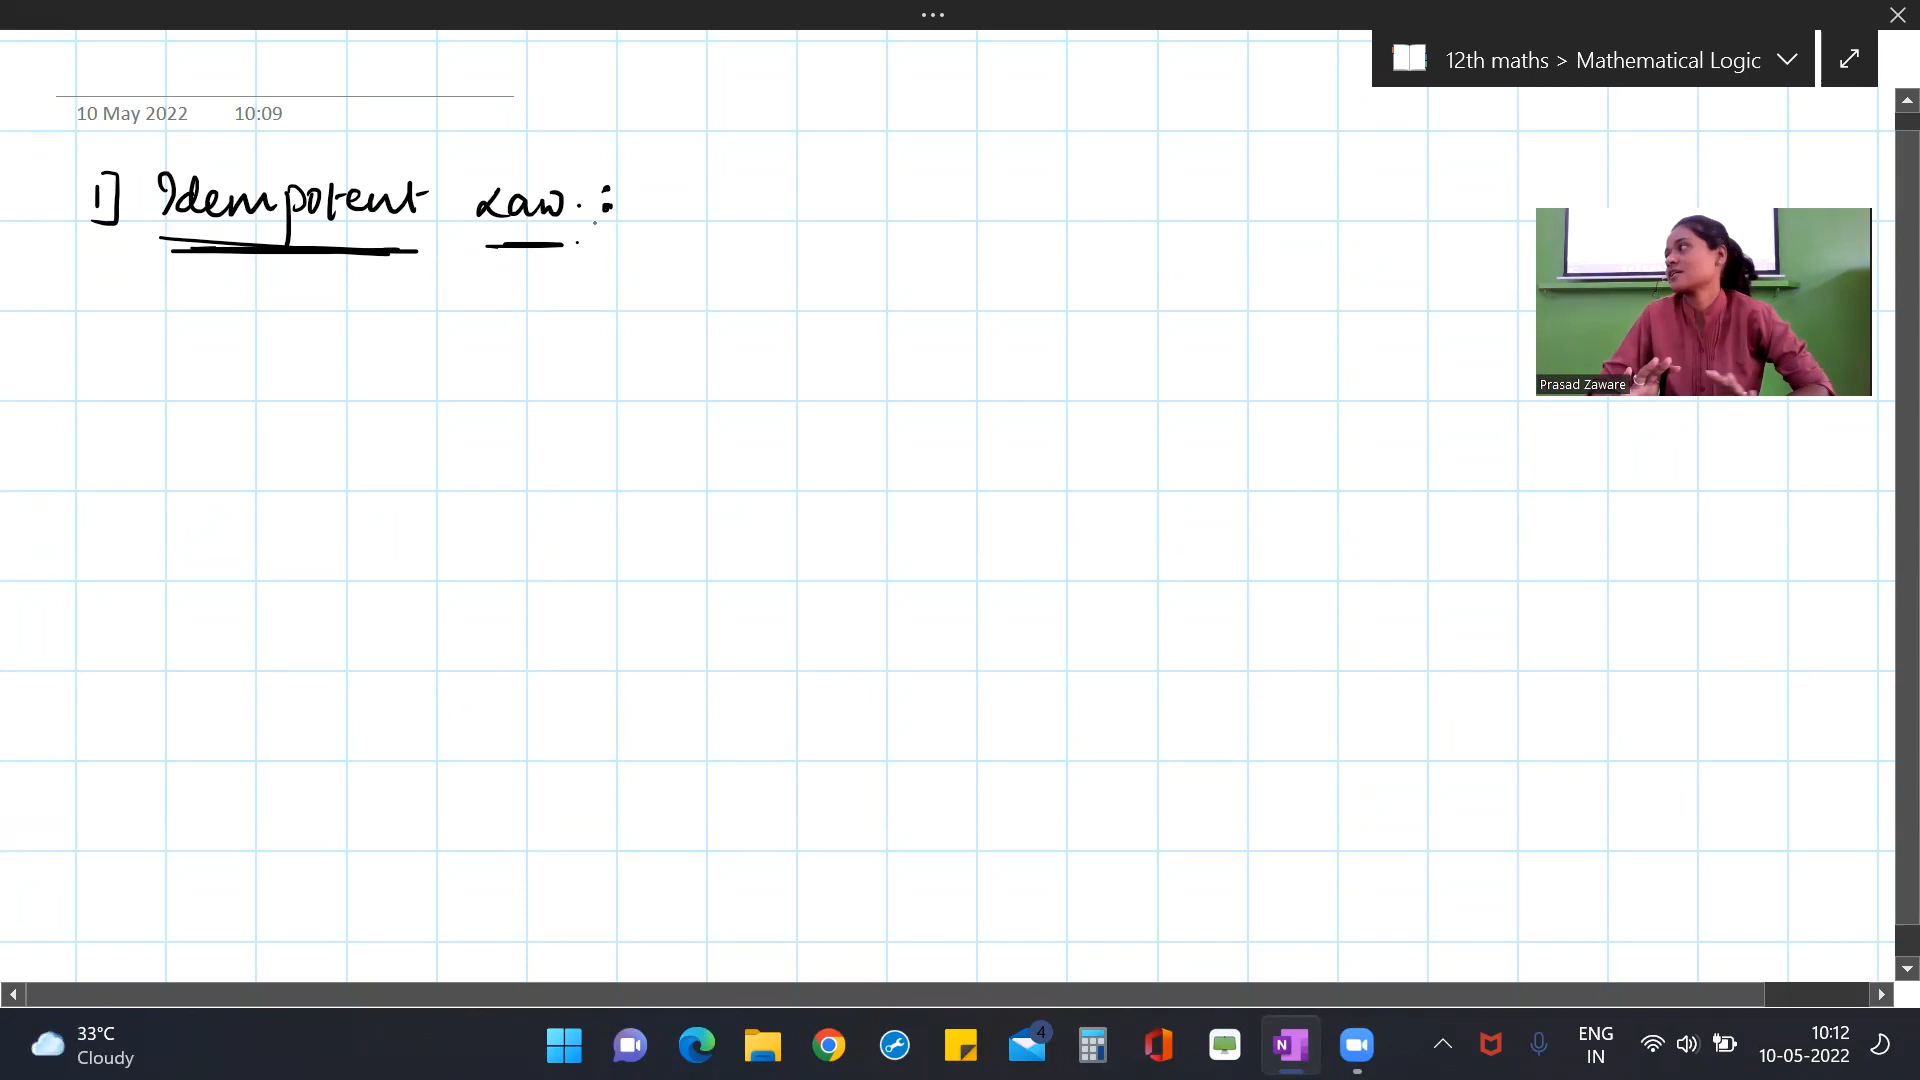 ...
12th maths > Mathematical Logic
10 May 2022 10:09
1] Idempotent Law :
Prasad Zaware
33°C
Cloudy
4
N
ENG
IN
10:12
10-05-2022